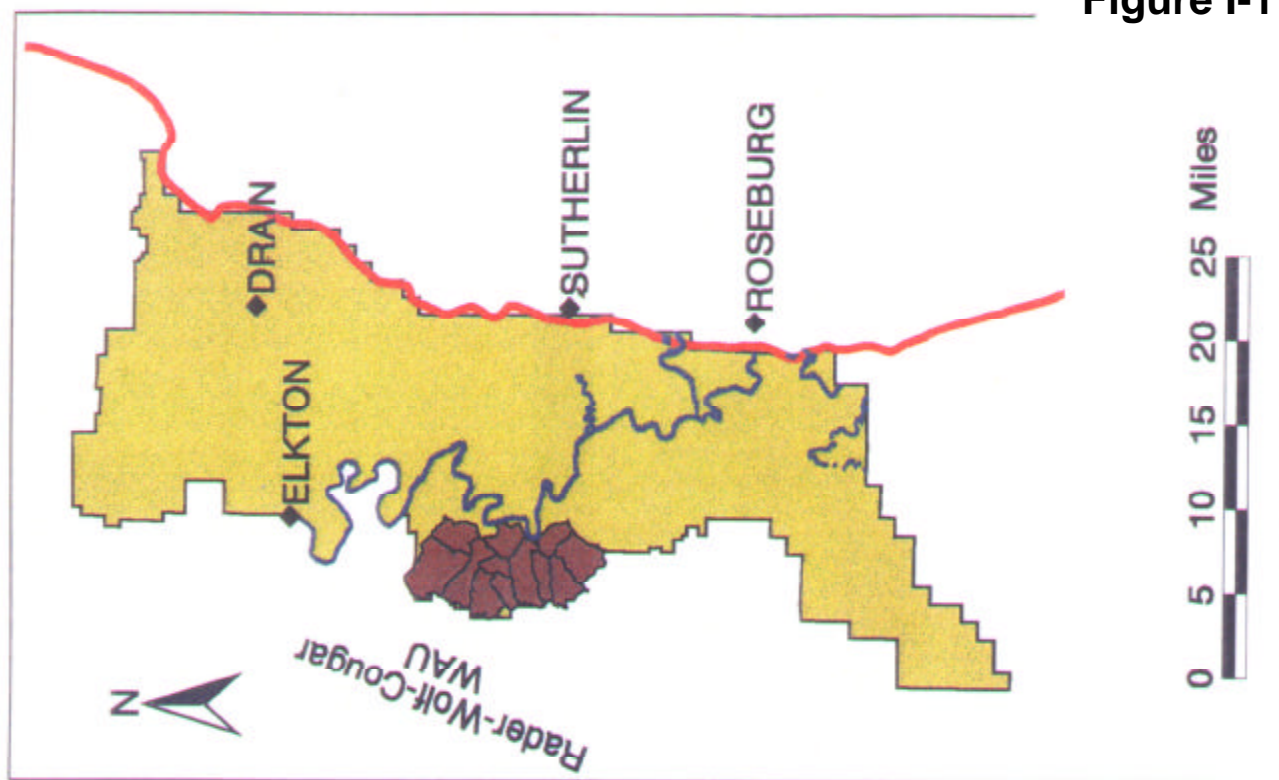 Figure I-1
DRAIN
SUTHERLIN
ROSEBURG
ELKTON
Rader-Wolf-Cougar
WAU
N
0 5 10 15 20 25 Miles